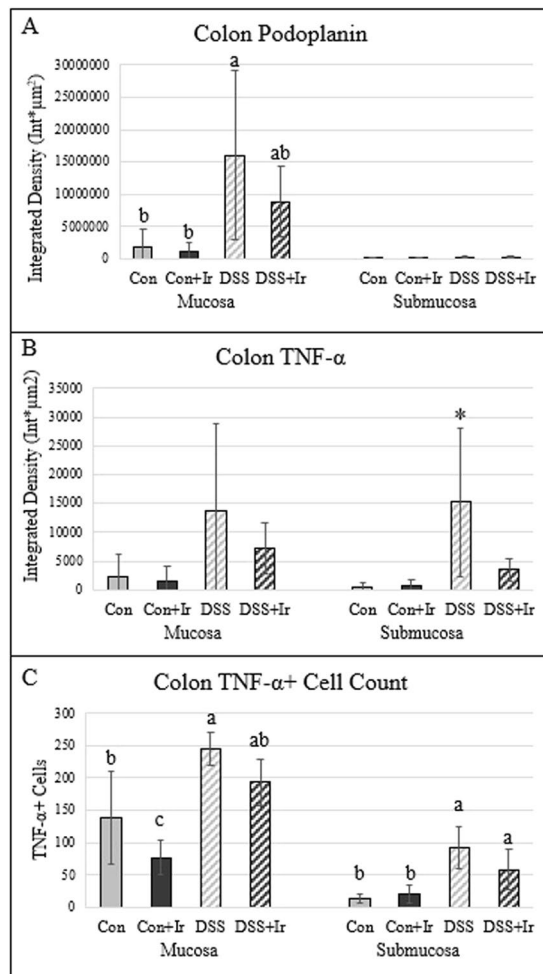 A
Colon Podoplanin
Integrated Density (Int*µm²)
30000000
25000000
20000000
15000000
10000000
5000000
0
b
b
a
ab
Con Con+Ir DSS DSS+Ir Con Con+Ir DSS DSS+Ir
Mucosa Submucosa
B
Colon TNF-α
Integrated Density (Int*µm2)
35000
30000
25000
20000
15000
10000
5000
0
*
Con Con+Ir DSS DSS+Ir Con Con+Ir DSS DSS+Ir
Mucosa Submucosa
C
Colon TNF-α+ Cell Count
TNF-α+ Cells
300
250
200
150
100
50
0
b
c
a
ab
b
b
a
a
Con Con+Ir DSS DSS+Ir Con Con+Ir DSS DSS+Ir
Mucosa Submucosa